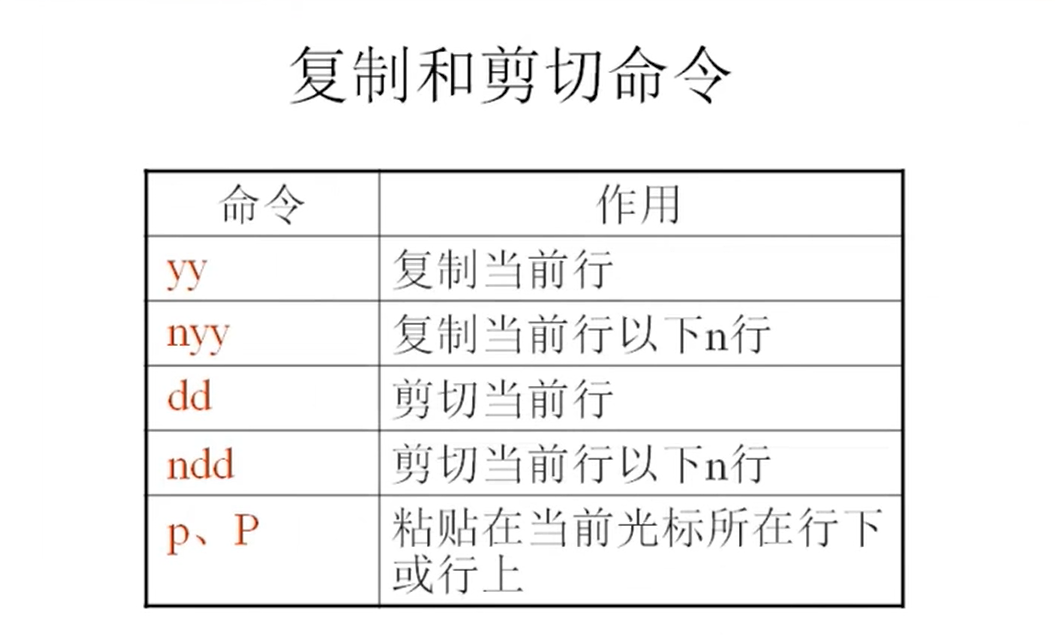 复制和剪切命令
命令 作用
yy 复制当前行
nyy 复制当前行以下n行
dd 剪切当前行
ndd 剪切当前行以下n行
p、P 粘贴在当前光标所在行下
或行上